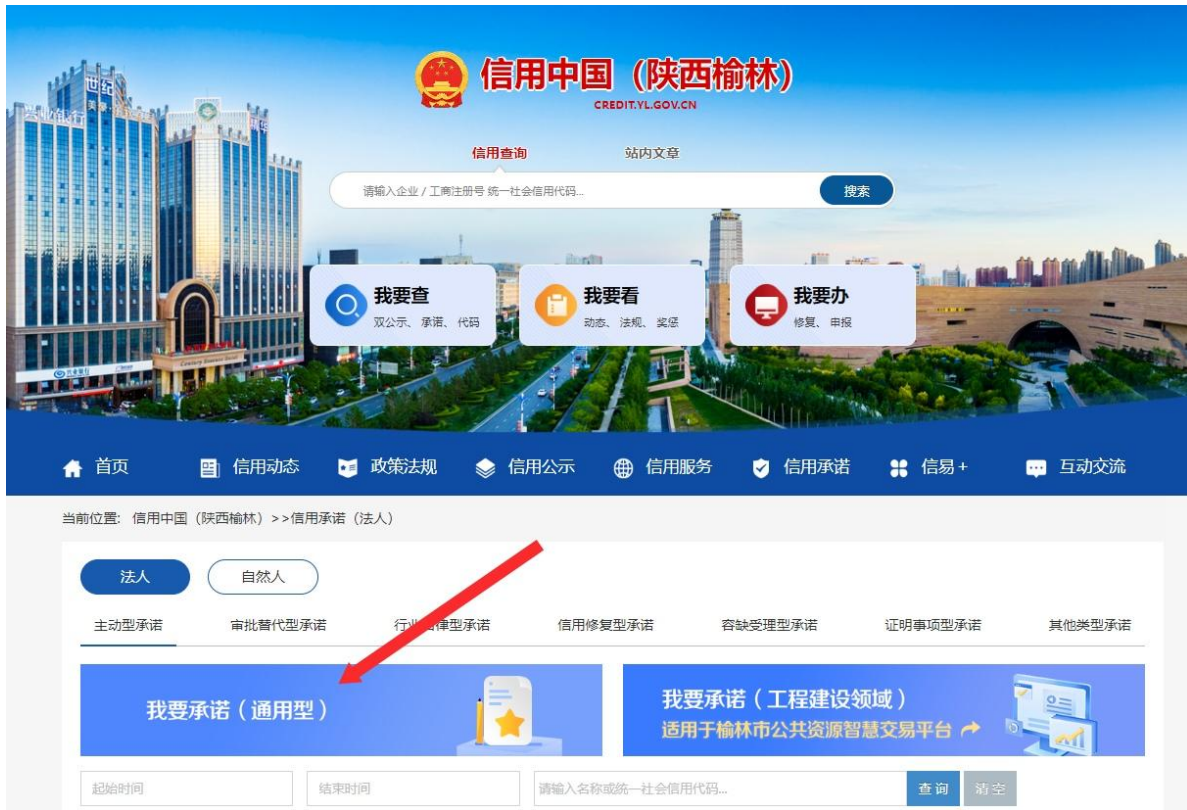 信用中国（陕西榆林）
CREDIT.YL.GOV.CN
信用查询 站内文章
请输入企业 / 工商注册号 统一社会信用代码... 搜索
世纪
我要查 我要看 我要办
双公示、 承诺、 代码 动态、 法规、 奖惩 修复、 申报
兴业银行
首页 信用动态 政策法规 信用公示 信用服务 信用承诺 信易+ 互动交流
当前位置: 信用中国（陕西榆林）>>信用承诺（法人）
法人 自然人
主动型承诺 审批替代型承诺 行业自律型承诺 信用修复型承诺 容缺受理型承诺 证明事项型承诺 其他类型承诺
我要承诺（通用型） 我要承诺（工程建设领域）
适用于榆林市公共资源智慧交易平台
起始时间 结束时间 请输入名称或统一社会信用代码... 查询 清空